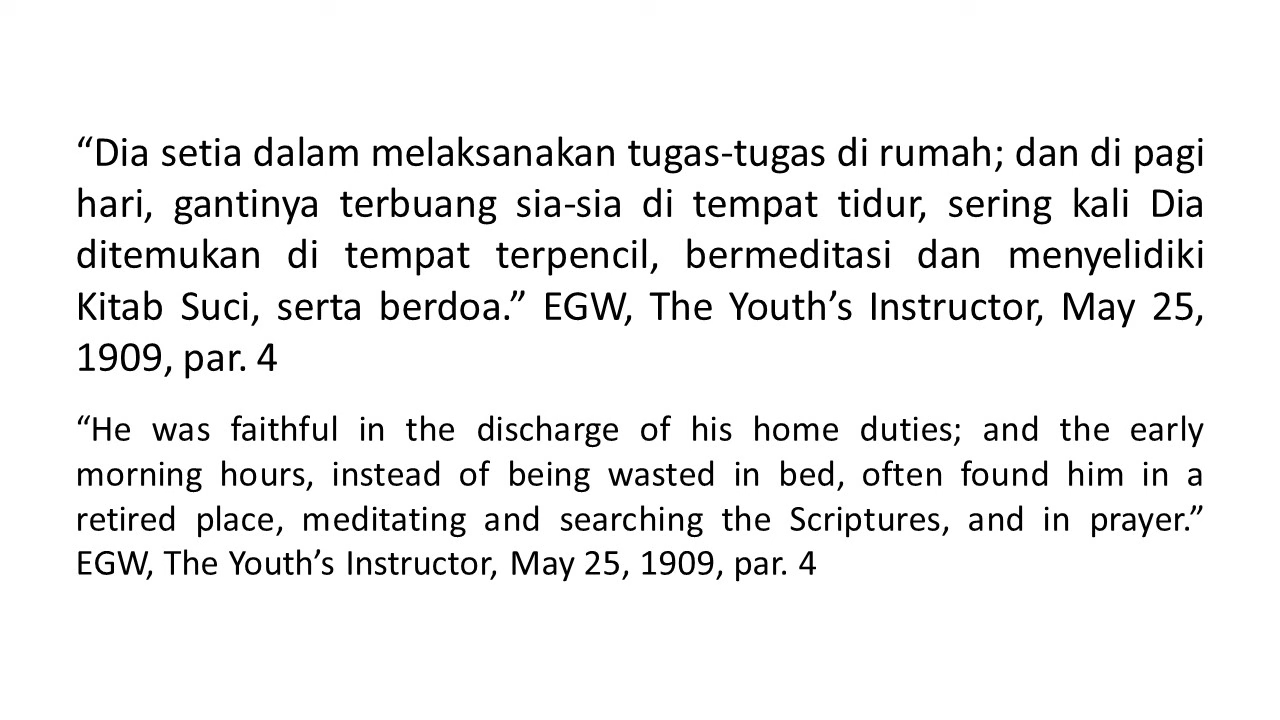 “Dia setia dalam melaksanakan tugas-tugas di rumah; dan di pagi
hari, gantinya terbuang sia-sia di tempat tidur, sering kali Dia
ditemukan di tempat terpencil, bermeditasi dan menyelidiki
Kitab Suci, serta berdoa.” EGW, The Youth’s Instructor, May 25,
1909, par. 4
“He was faithful in the discharge of his home duties; and the early
morning hours, instead of being wasted in bed, often found him in a
retired place, meditating and searching the Scriptures, and in prayer.”
EGW, The Youth’s Instructor, May 25, 1909, par. 4